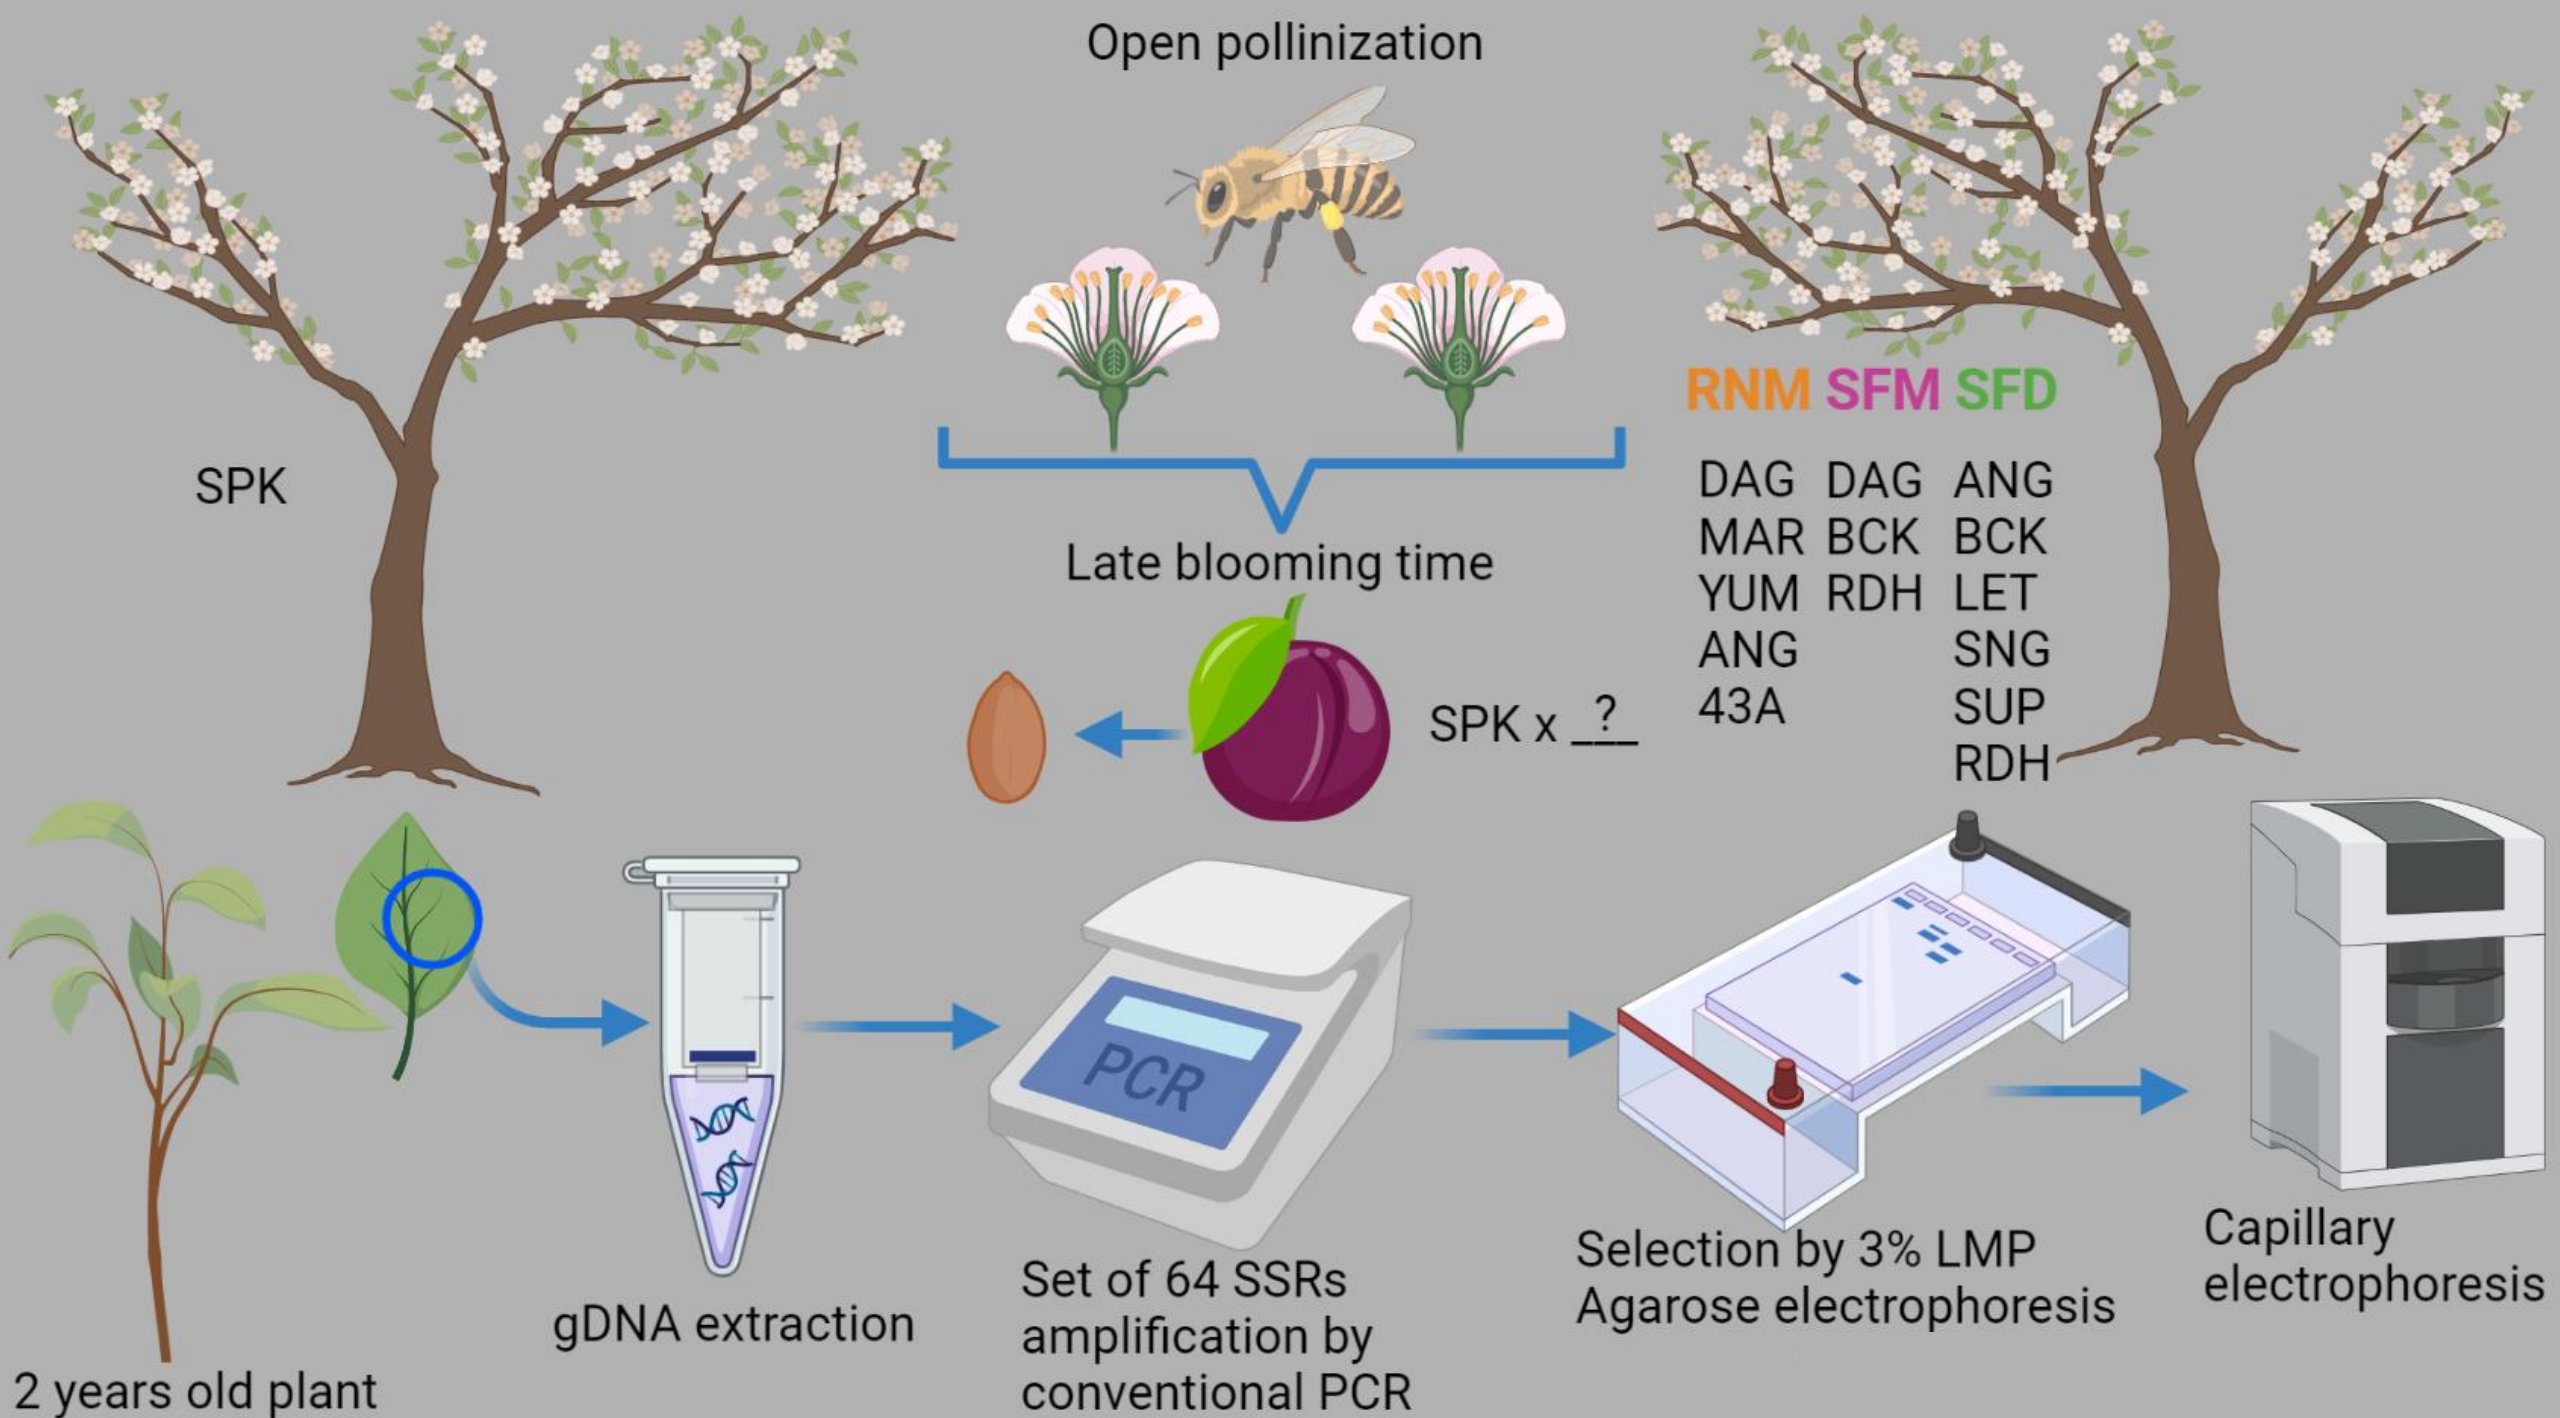 Open pollinization
SPK
Late blooming time
SPK x ?
RNM SFM SFD
DAG DAG ANG
MAR BCK BCK
YUM RDH LET
ANG SNG
43A SUP
RDH
2 years old plant
gDNA extraction
PCR
Set of 64 SSRs
amplification by
conventional PCR
Selection by 3% LMP
Agarose electrophoresis
Capillary
electrophoresis